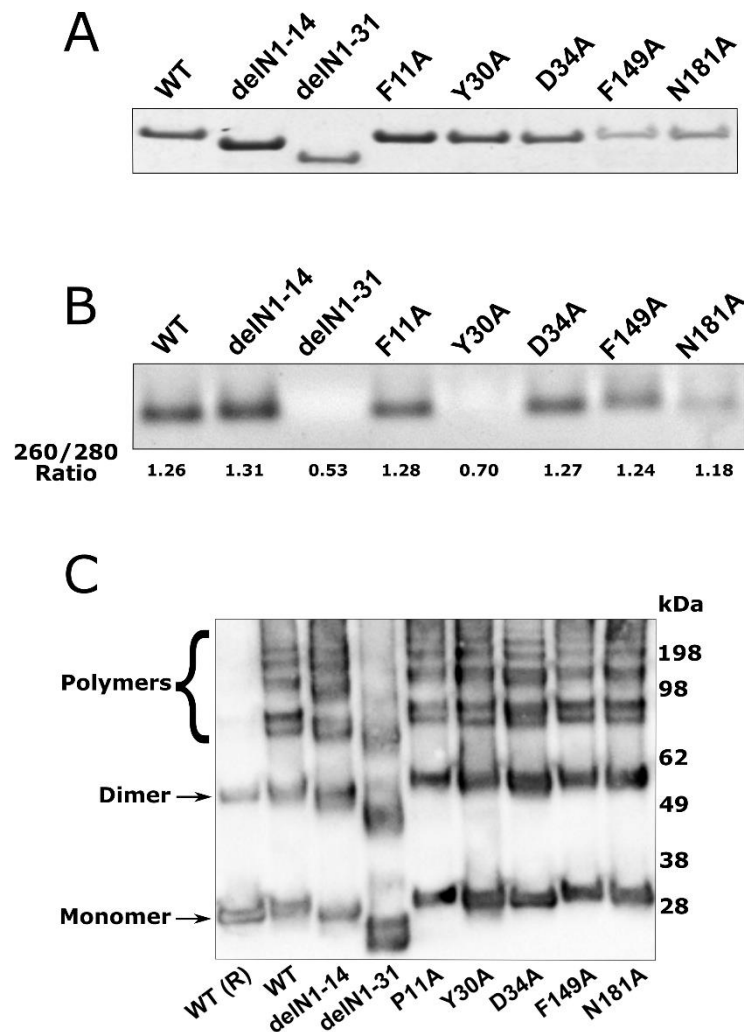 A
WT delN1-14 delN1-31 F11A Y30A D34A F149A N181A
B
WT delN1-14 delN1-31 F11A Y30A D34A F149A N181A
260/280
Ratio 1.26 1.31 0.53 1.28 0.70 1.27 1.24 1.18
C
kDa
198
Polymers 98
62
Dimer
49
38
28
Monomer
WT (R) WT delN1-14 delN1-31 P11A Y30A D34A F149A N181A